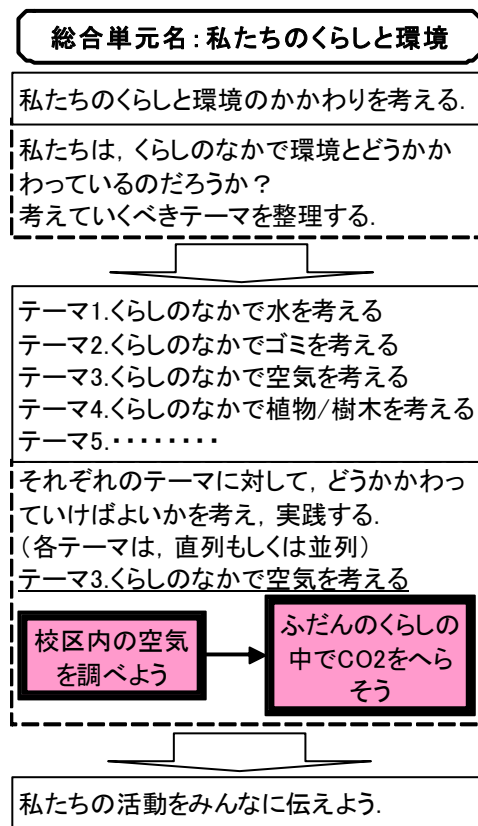 総合単元名:私たちのくらしと環境
私たちのくらしと環境のかかわりを考える.
私たちは, くらしのなかで環境とどうかか
わっているのだろうか?
考えていくべきテーマを整理する.
テーマ1.くらしのなかで水を考える
テーマ2.くらしのなかでゴミを考える
テーマ3.くらしのなかで空気を考える
テーマ4.くらしのなかで植物/樹木を考える
テーマ5.・・・・・・・・
それぞれのテーマに対して, どうかかわっ
ていけばよいかを考え, 実践する.
(各テーマは, 直列もしくは並列)
テーマ3.くらしのなかで空気を考える
校区内の空気
を調べよう
ふだんのくらしの
中でCO2をへら
そう
私たちの活動をみんなに伝えよう.